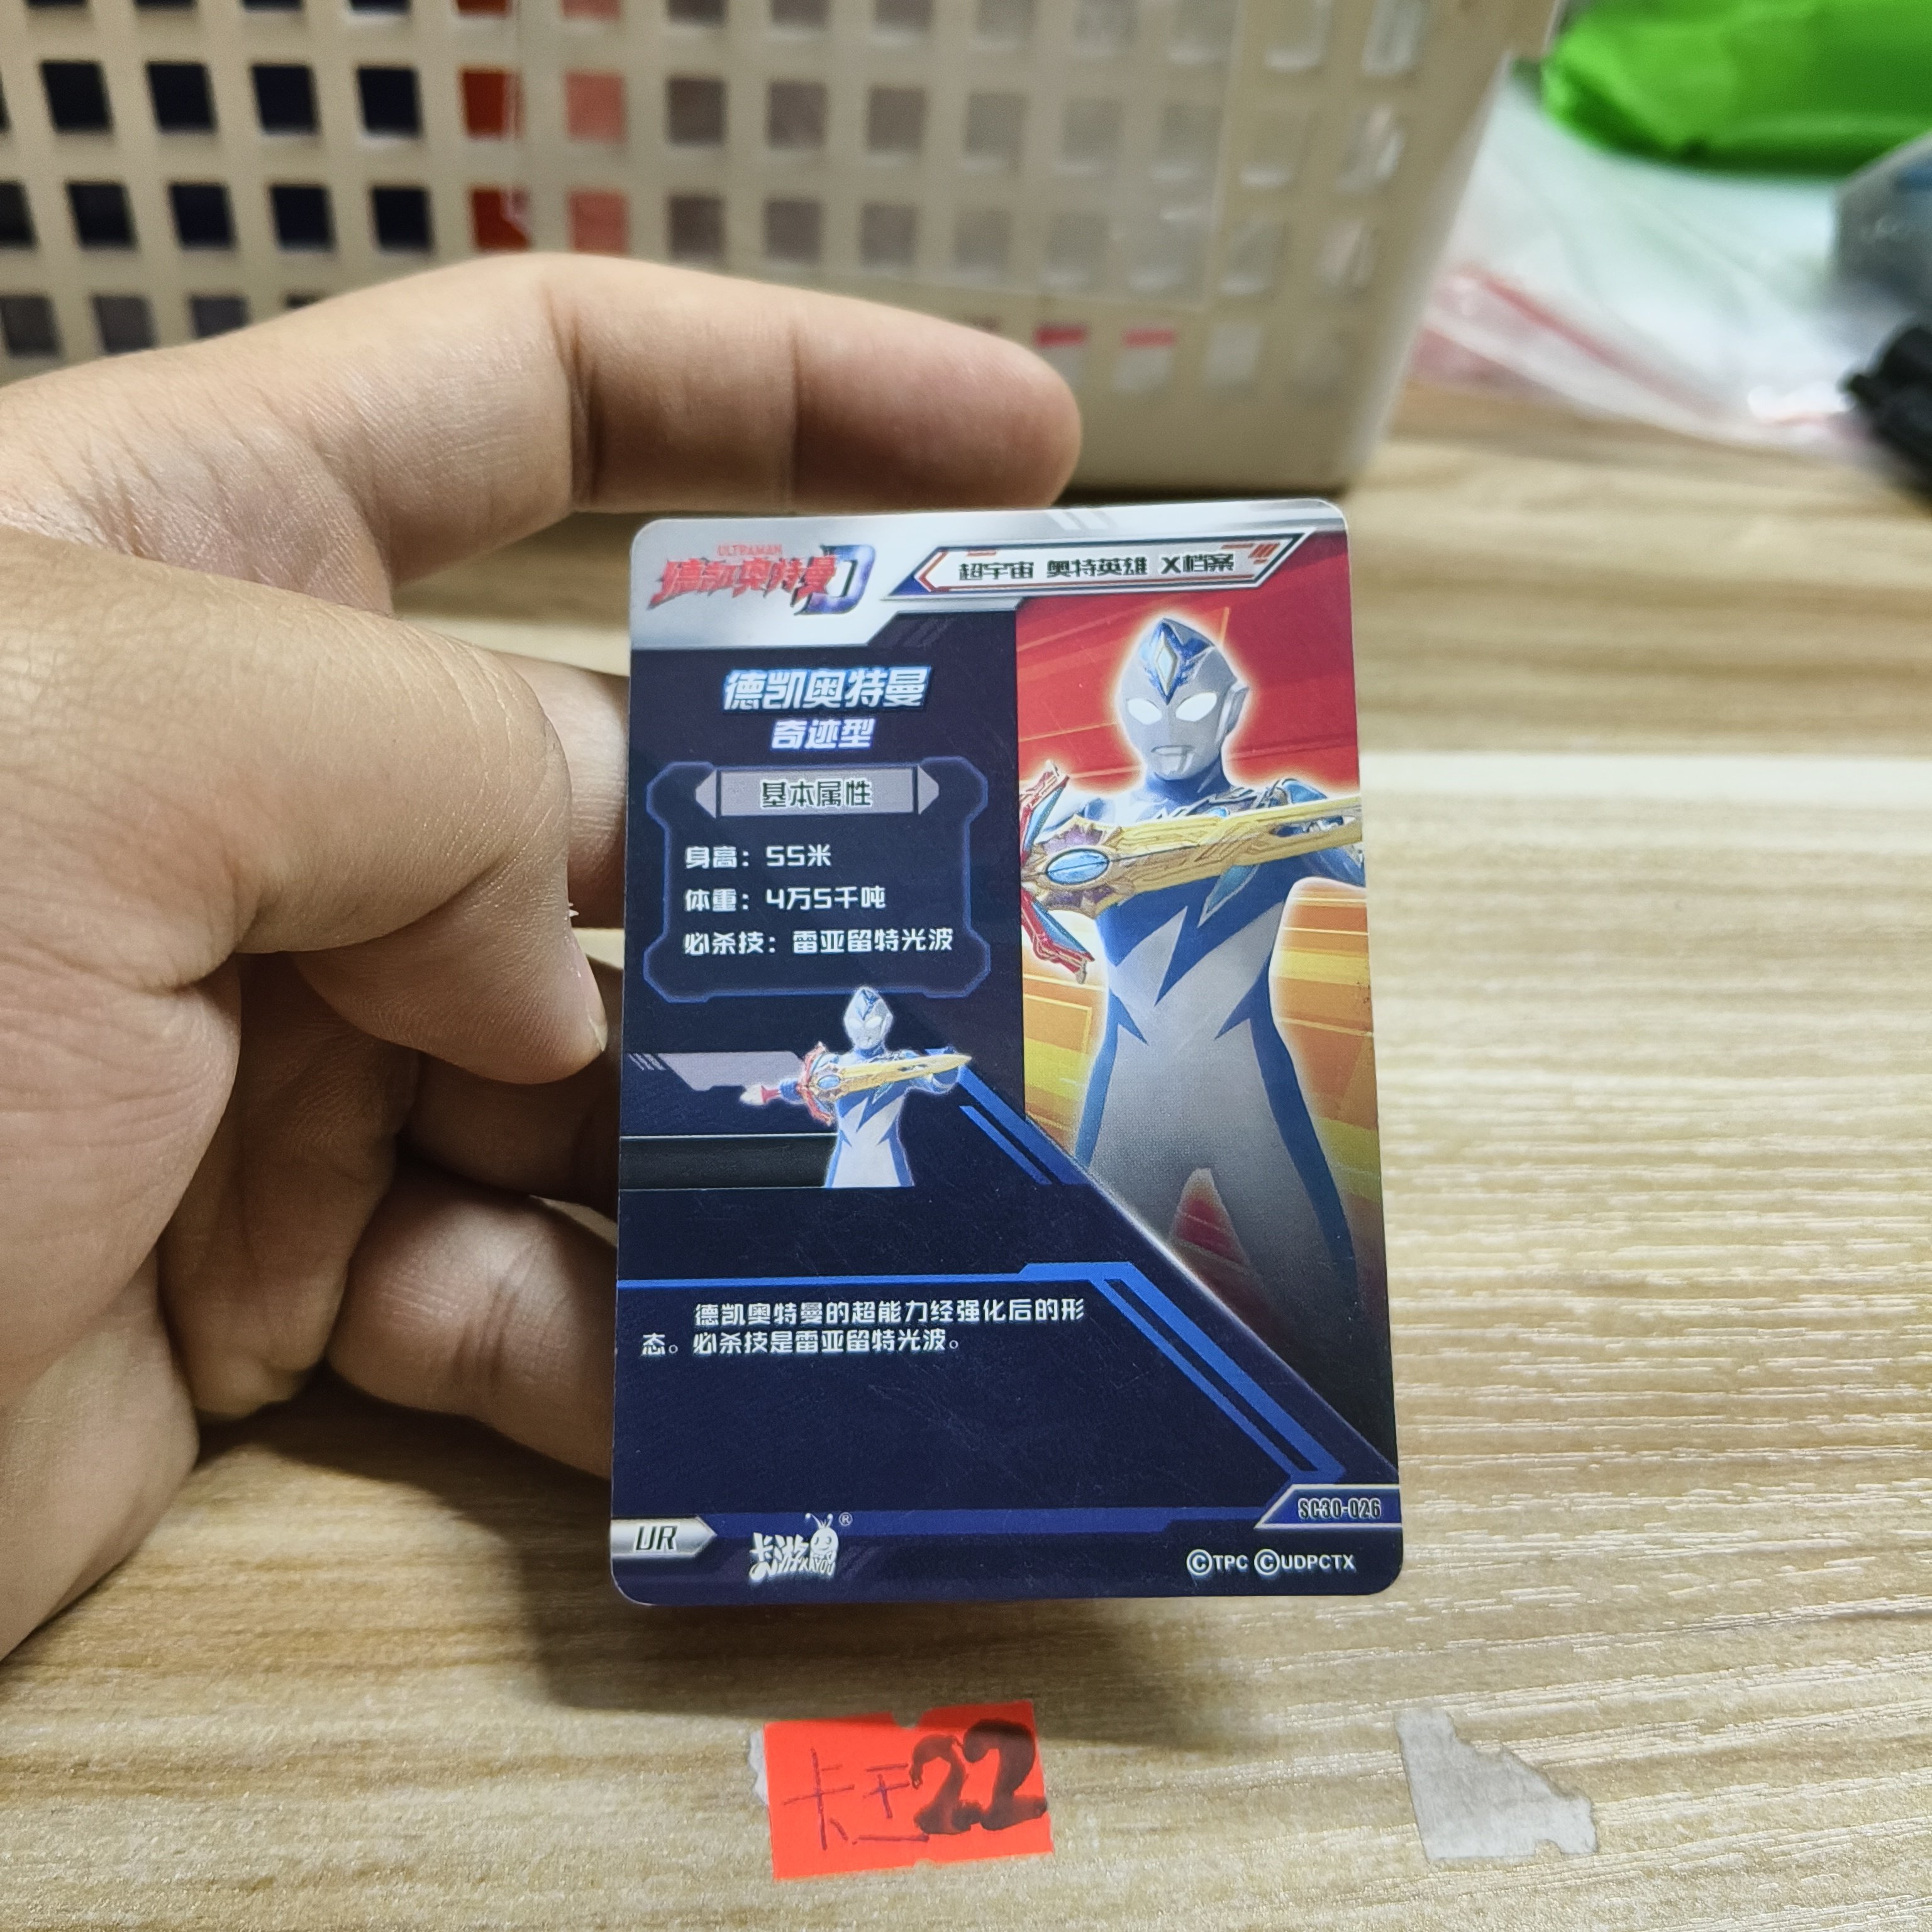 ULTRAMAN
德凯奥特曼 D
超宇宙 奥特英雄 X档案
德凯奥特曼
奇迹型
基本属性
身高：55米
体重：4万5千吨
必杀技：雷亚留特光波
德凯奥特曼的超能力经强化后的形
态。必杀技是雷亚留特光波。
SC30-026
UR
卡游 KAYOU ®
©TPC ©UDPCTX
卡王22